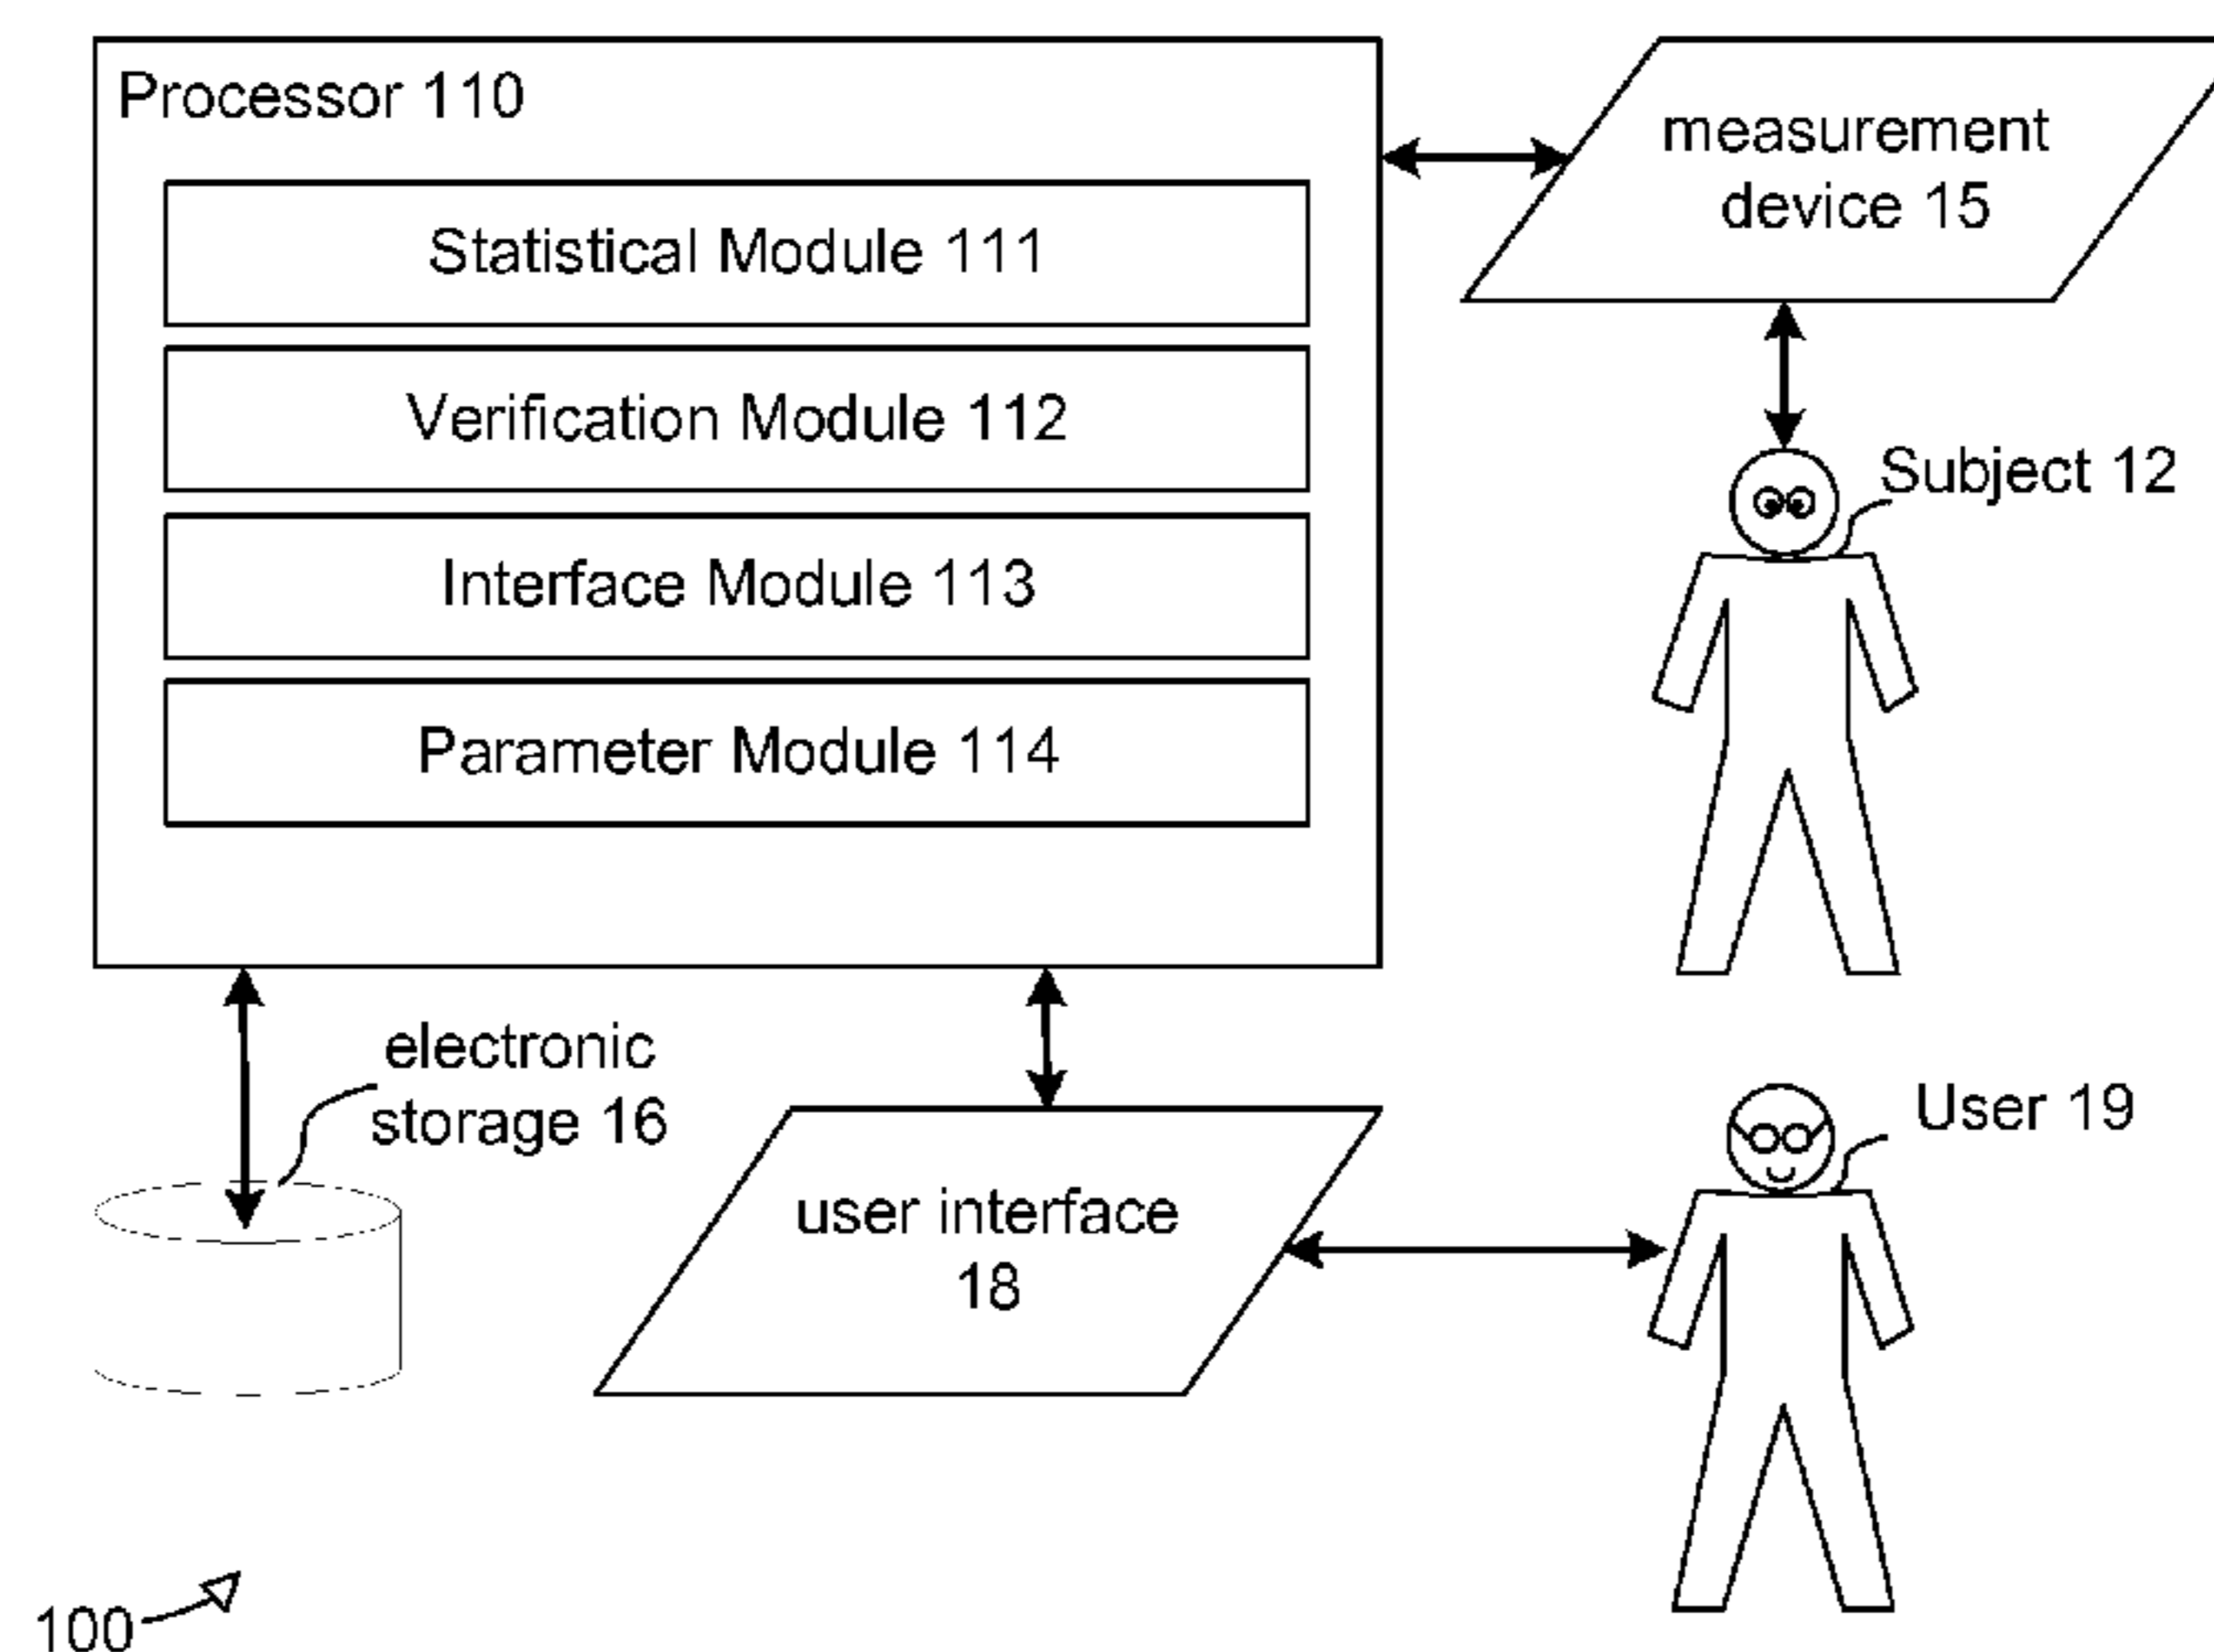 Processor 110
Statistical Module 111
Verification Module 112
Interface Module 113
Parameter Module 114
measurement
device 15
Subject 12
electronic
storage 16
user interface
18
User 19
100